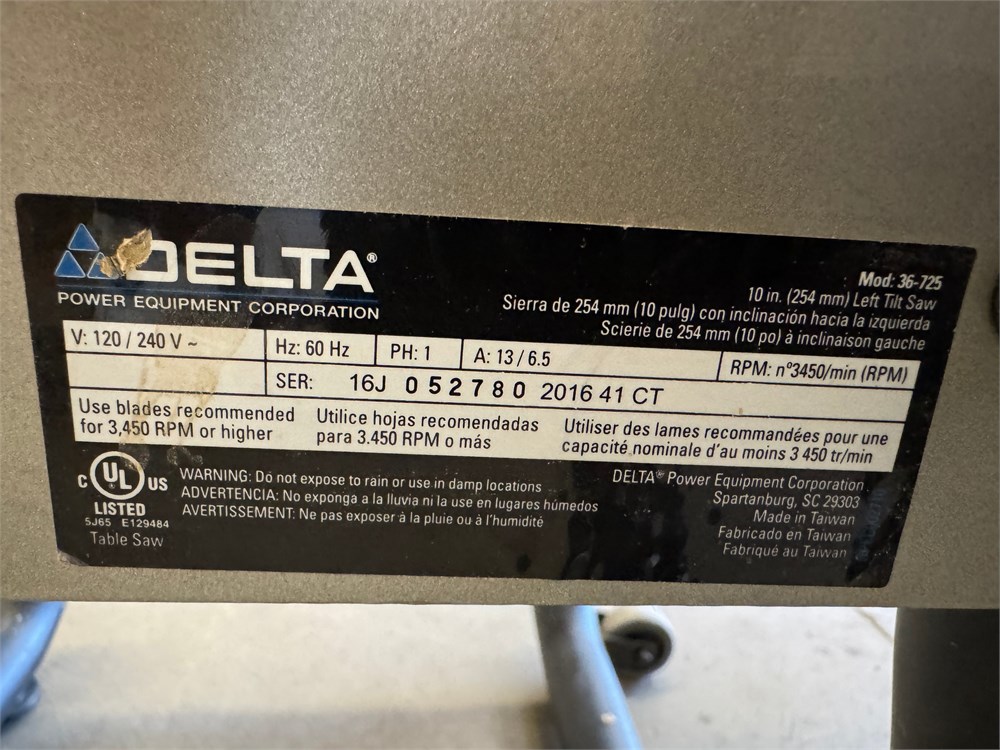 DELTA®
POWER EQUIPMENT CORPORATION
Mod: 36-725
10 in. (254 mm) Left Tilt Saw
Sierra de 254 mm (10 pulg) con inclinación hacia la izquierda
Scierie de 254 mm (10 po) à inclinaison gauche
V: 120 / 240 V ~ Hz: 60 Hz PH: 1 A: 13 / 6.5 RPM: n°3450/min (RPM)
SER: 16J 052780 2016 41 CT
Use blades recommended
for 3,450 RPM or higher
Utilice hojas recomendadas
para 3.450 RPM o más
Utiliser des lames recommandées pour une
capacité nominale d'au moins 3 450 tr/min
C UL US
LISTED
5J65 E129484
Table Saw
WARNING: Do not expose to rain or use in damp locations
ADVERTENCIA: No exponga a la lluvia ni la use en lugares húmedos
AVERTISSEMENT: Ne pas exposer à la pluie ou à l'humidité
DELTA® Power Equipment Corporation
Spartanburg, SC 29303
Made in Taiwan
Fabricado en Taiwan
Fabriqué au Taiwan